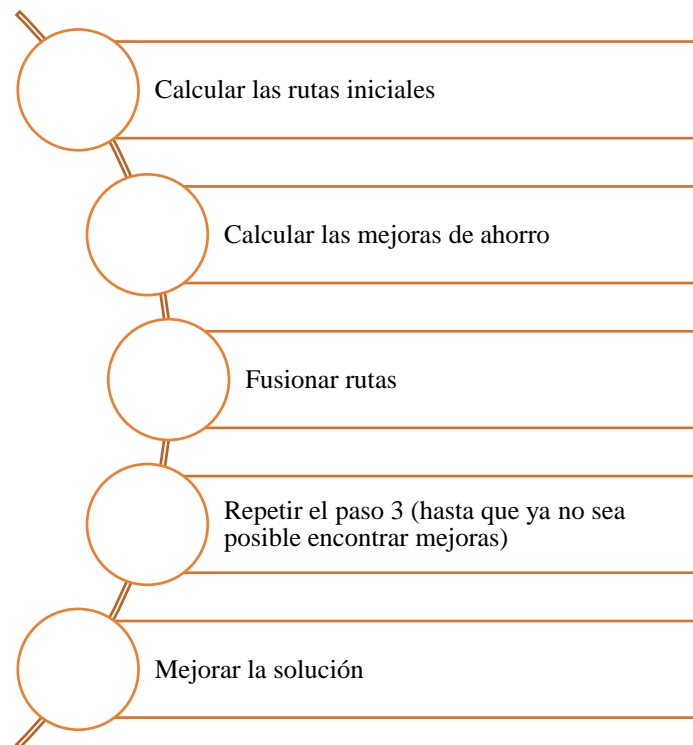 Calcular las rutas iniciales
Calcular las mejoras de ahorro
Fusionar rutas
Repetir el paso 3 (hasta que ya no sea
posible encontrar mejoras)
Mejorar la solución